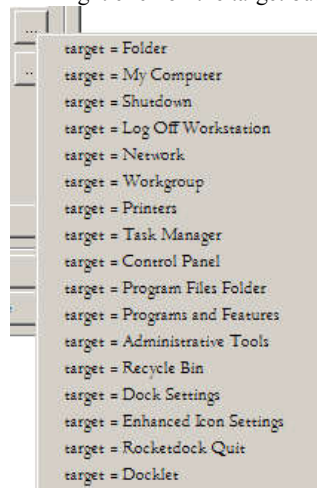 ...
target = Folder
..
target = My Computer
target = Shutdown
target = Log Off Workstation
target = Network
target = Workgroup
target = Printers
target = Task Manager
target = Control Panel
target = Program Files Folder
target = Programs and Features
target = Administrative Tools
target = Recycle Bin
target = Dock Settings
target = Enhanced Icon Settings
target = Rocketdock Quit
target = Docklet